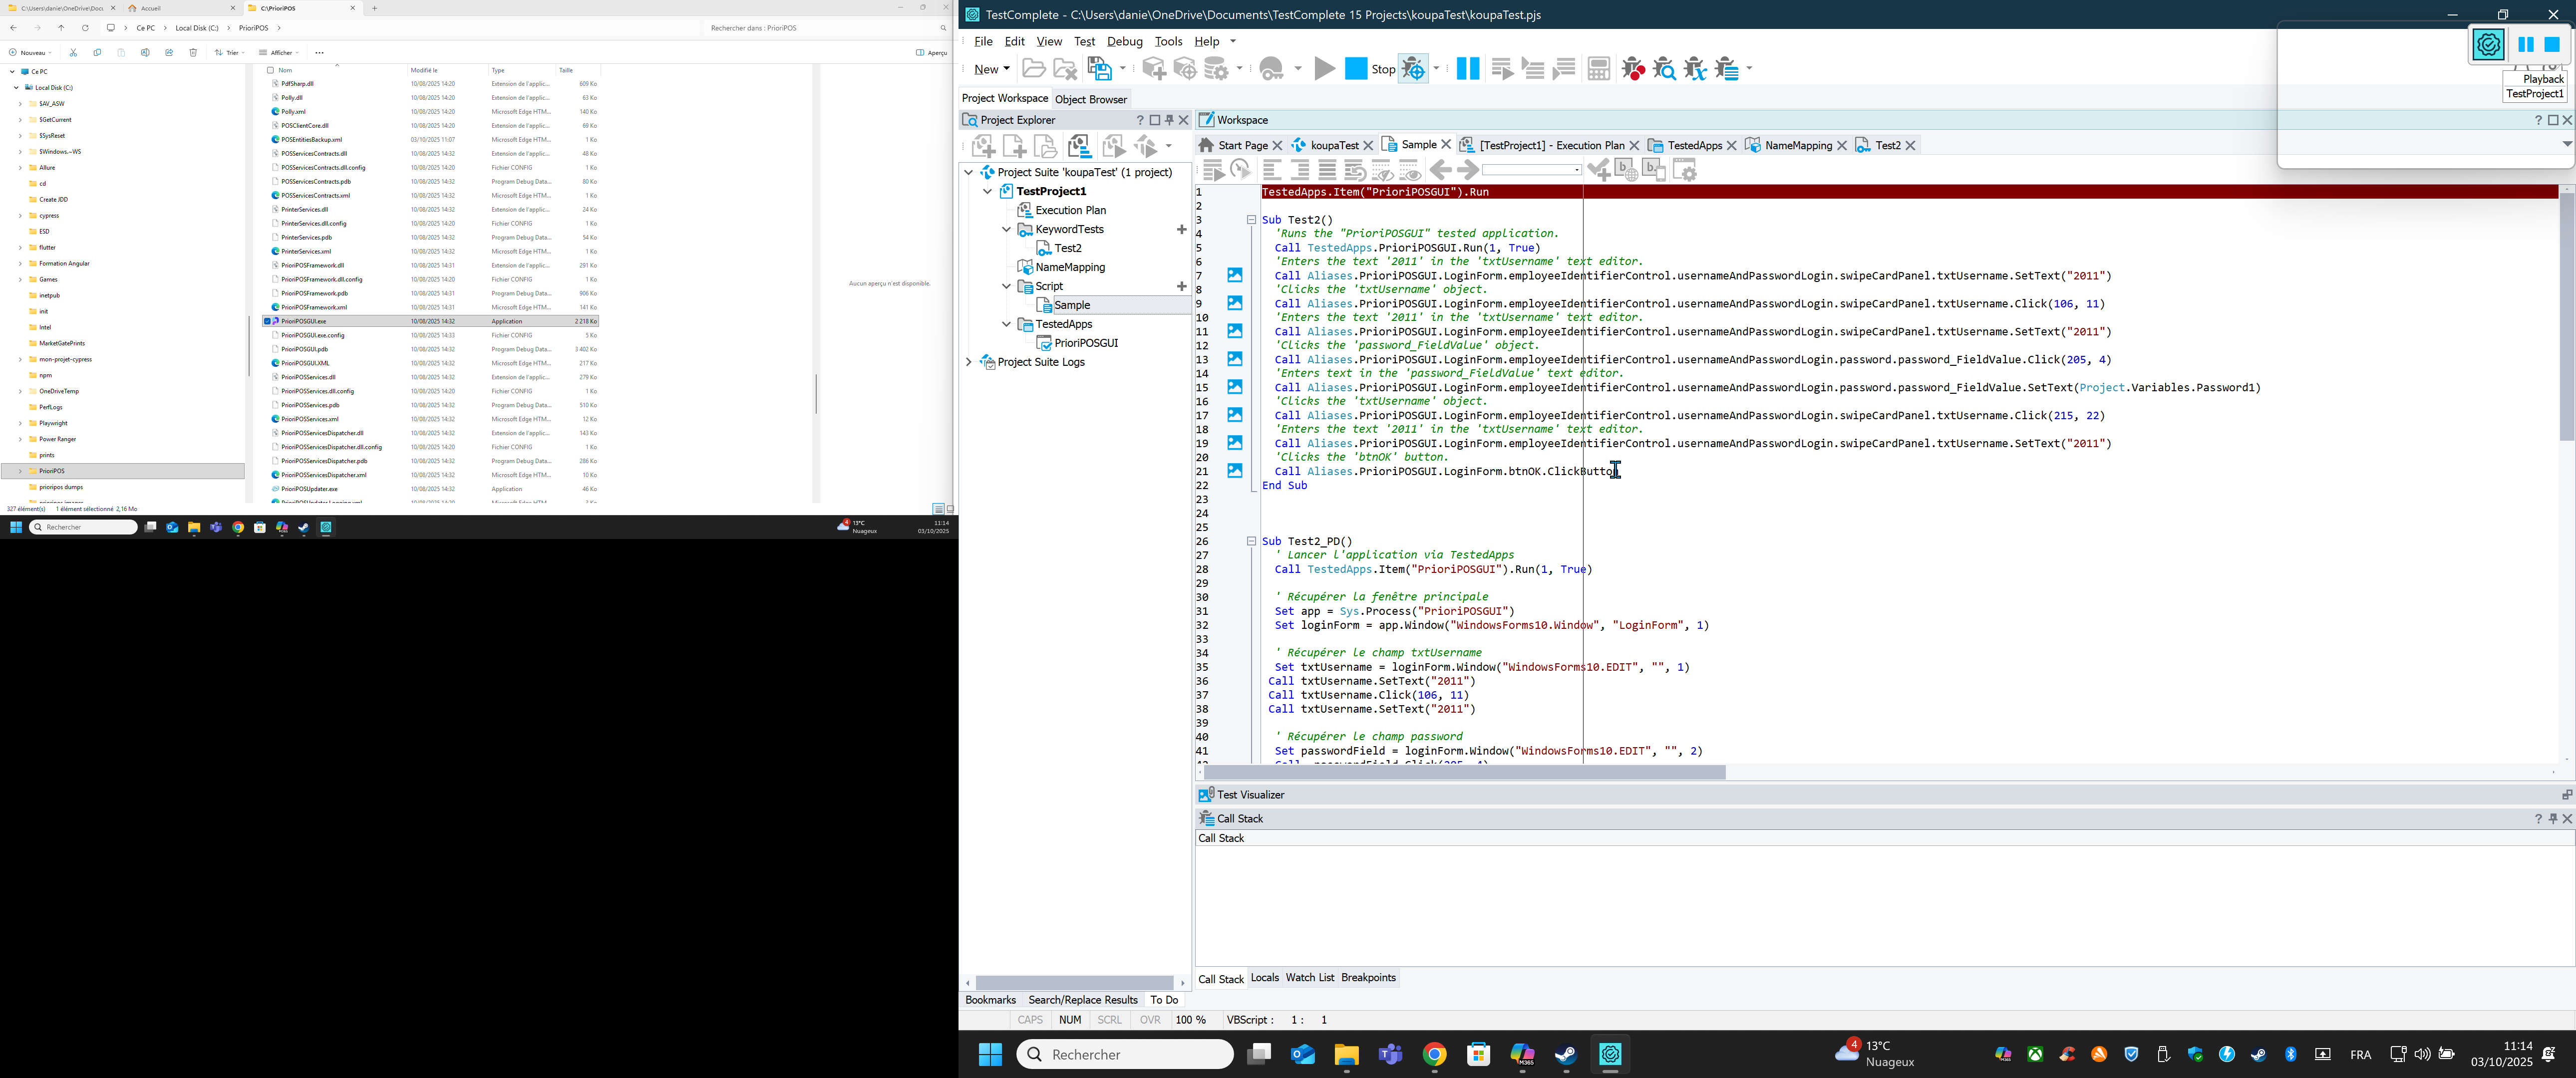 C:\Users\danie\OneDrive\Docu
Accueil
C:\PrioriPOS
Ce PC > Local Disk (C:) > PrioriPOS >
Rechercher dans : PrioriPOS
Nouveau
Trier
Afficher
Aperçu
Ce PC
Local Disk (C:)
$AV_ASW
$GetCurrent
$SysReset
$Windows.~WS
Allure
cd
Create JDD
cypress
ESD
flutter
Formation Angular
Games
inetpub
init
Intel
MarketGatePrints
mon-projet-cypress
npm
OneDriveTemp
PerfLogs
Playwright
Power Ranger
prints
PrioriPOS
prioripos dumps
Nom Modifié le Type Taille
PdfSharp.dll 10/08/2025 14:20 Extension de l'applic... 609 Ko
Polly.dll 10/08/2025 14:20 Extension de l'applic... 63 Ko
Polly.xml 10/08/2025 14:20 Microsoft Edge HTM... 140 Ko
POSClientCore.dll 10/08/2025 14:20 Extension de l'applic... 69 Ko
POSEntitiesBackup.xml 03/10/2025 11:07 Microsoft Edge HTM... 1 Ko
POSServicesContracts.dll 10/08/2025 14:32 Extension de l'applic... 48 Ko
POSServicesContracts.dll.config 10/08/2025 14:20 Fichier CONFIG 1 Ko
POSServicesContracts.pdb 10/08/2025 14:32 Program Debug Data... 80 Ko
POSServicesContracts.xml 10/08/2025 14:32 Microsoft Edge HTM... 1 Ko
PrinterServices.dll 10/08/2025 14:32 Extension de l'applic... 24 Ko
PrinterServices.dll.config 10/08/2025 14:20 Fichier CONFIG 1 Ko
PrinterServices.pdb 10/08/2025 14:32 Program Debug Data... 54 Ko
PrinterServices.xml 10/08/2025 14:32 Microsoft Edge HTM... 1 Ko
PrioriPOSFramework.dll 10/08/2025 14:31 Extension de l'applic... 291 Ko
PrioriPOSFramework.dll.config 10/08/2025 14:20 Fichier CONFIG 1 Ko
PrioriPOSFramework.pdb 10/08/2025 14:31 Program Debug Data... 906 Ko
PrioriPOSFramework.xml 10/08/2025 14:31 Microsoft Edge HTM... 141 Ko
PrioriPOSGUI.exe 10/08/2025 14:32 Application 2 218 Ko
PrioriPOSGUI.exe.config 10/08/2025 14:33 Fichier CONFIG 5 Ko
PrioriPOSGUI.pdb 10/08/2025 14:32 Program Debug Data... 3 402 Ko
PrioriPOSGUI.XML 10/08/2025 14:32 Microsoft Edge HTM... 217 Ko
PrioriPOSServices.dll 10/08/2025 14:32 Extension de l'applic... 279 Ko
PrioriPOSServices.dll.config 10/08/2025 14:20 Fichier CONFIG 1 Ko
PrioriPOSServices.pdb 10/08/2025 14:32 Program Debug Data... 510 Ko
PrioriPOSServices.xml 10/08/2025 14:32 Microsoft Edge HTM... 12 Ko
PrioriPOSServicesDispatcher.dll 10/08/2025 14:32 Extension de l'applic... 143 Ko
PrioriPOSServicesDispatcher.dll.config 10/08/2025 14:20 Fichier CONFIG 1 Ko
PrioriPOSServicesDispatcher.pdb 10/08/2025 14:32 Program Debug Data... 286 Ko
PrioriPOSServicesDispatcher.xml 10/08/2025 14:32 Microsoft Edge HTM... 10 Ko
PrioriPOSUpdater.exe 10/08/2025 14:32 Application 46 Ko
Aucun aperçu n'est disponible.
327 élément(s) 1 élément sélectionné 2,16 Mo
Rechercher
4
13°C
Nuageux
11:14
03/10/2025
TestComplete - C:\Users\danie\OneDrive\Documents\TestComplete 15 Projects\koupaTest\koupaTest.pjs
File Edit View Test Debug Tools Help
New
Stop
Playback
TestProject1
Project Workspace Object Browser
Project Explorer
Project Suite 'koupaTest' (1 project)
TestProject1
Execution Plan
KeywordTests
Test2
NameMapping
Script
Sample
TestedApps
PrioriPOSGUI
Project Suite Logs
Workspace
Start Page koupaTest Sample [TestProject1] - Execution Plan TestedApps NameMapping Test2
1 TestedApps.Item("PrioriPOSGUI").Run
2
3 Sub Test2()
4 'Runs the "PrioriPOSGUI" tested application.
5 Call TestedApps.PrioriPOSGUI.Run(1, True)
6 'Enters the text '2011' in the 'txtUsername' text editor.
7 Call Aliases.PrioriPOSGUI.LoginForm.employeeIdentifierControl.usernameAndPasswordLogin.swipeCardPanel.txtUsername.SetText("2011")
8 'Clicks the 'txtUsername' object.
9 Call Aliases.PrioriPOSGUI.LoginForm.employeeIdentifierControl.usernameAndPasswordLogin.swipeCardPanel.txtUsername.Click(106, 11)
10 'Enters the text '2011' in the 'txtUsername' text editor.
11 Call Aliases.PrioriPOSGUI.LoginForm.employeeIdentifierControl.usernameAndPasswordLogin.swipeCardPanel.txtUsername.SetText("2011")
12 'Clicks the 'password_FieldValue' object.
13 Call Aliases.PrioriPOSGUI.LoginForm.employeeIdentifierControl.usernameAndPasswordLogin.password.password_FieldValue.Click(205, 4)
14 'Enters text in the 'password_FieldValue' text editor.
15 Call Aliases.PrioriPOSGUI.LoginForm.employeeIdentifierControl.usernameAndPasswordLogin.password.password_FieldValue.SetText(Project.Variables.Password1)
16 'Clicks the 'txtUsername' object.
17 Call Aliases.PrioriPOSGUI.LoginForm.employeeIdentifierControl.usernameAndPasswordLogin.swipeCardPanel.txtUsername.Click(215, 22)
18 'Enters the text '2011' in the 'txtUsername' text editor.
19 Call Aliases.PrioriPOSGUI.LoginForm.employeeIdentifierControl.usernameAndPasswordLogin.swipeCardPanel.txtUsername.SetText("2011")
20 'Clicks the 'btnOK' button.
21 Call Aliases.PrioriPOSGUI.LoginForm.btnOK.ClickButton
22 End Sub
23
24
25
26 Sub Test2_PD()
27 ' Lancer l'application via TestedApps
28 Call TestedApps.Item("PrioriPOSGUI").Run(1, True)
29
30 ' Récupérer la fenêtre principale
31 Set app = Sys.Process("PrioriPOSGUI")
32 Set loginForm = app.Window("WindowsForms10.Window", "LoginForm", 1)
33
34 ' Récupérer le champ txtUsername
35 Set txtUsername = loginForm.Window("WindowsForms10.EDIT", "", 1)
36 Call txtUsername.SetText("2011")
37 Call txtUsername.Click(106, 11)
38 Call txtUsername.SetText("2011")
39
40 ' Récupérer le champ password
41 Set passwordField = loginForm.Window("WindowsForms10.EDIT", "", 2)
Test Visualizer
Call Stack
Call Stack
Call Stack Locals Watch List Breakpoints
Bookmarks Search/Replace Results To Do
CAPS NUM SCRL OVR 100 % VBScript : 1 : 1
Rechercher
M365
4
13°C
Nuageux
M365
FRA
11:14
03/10/2025